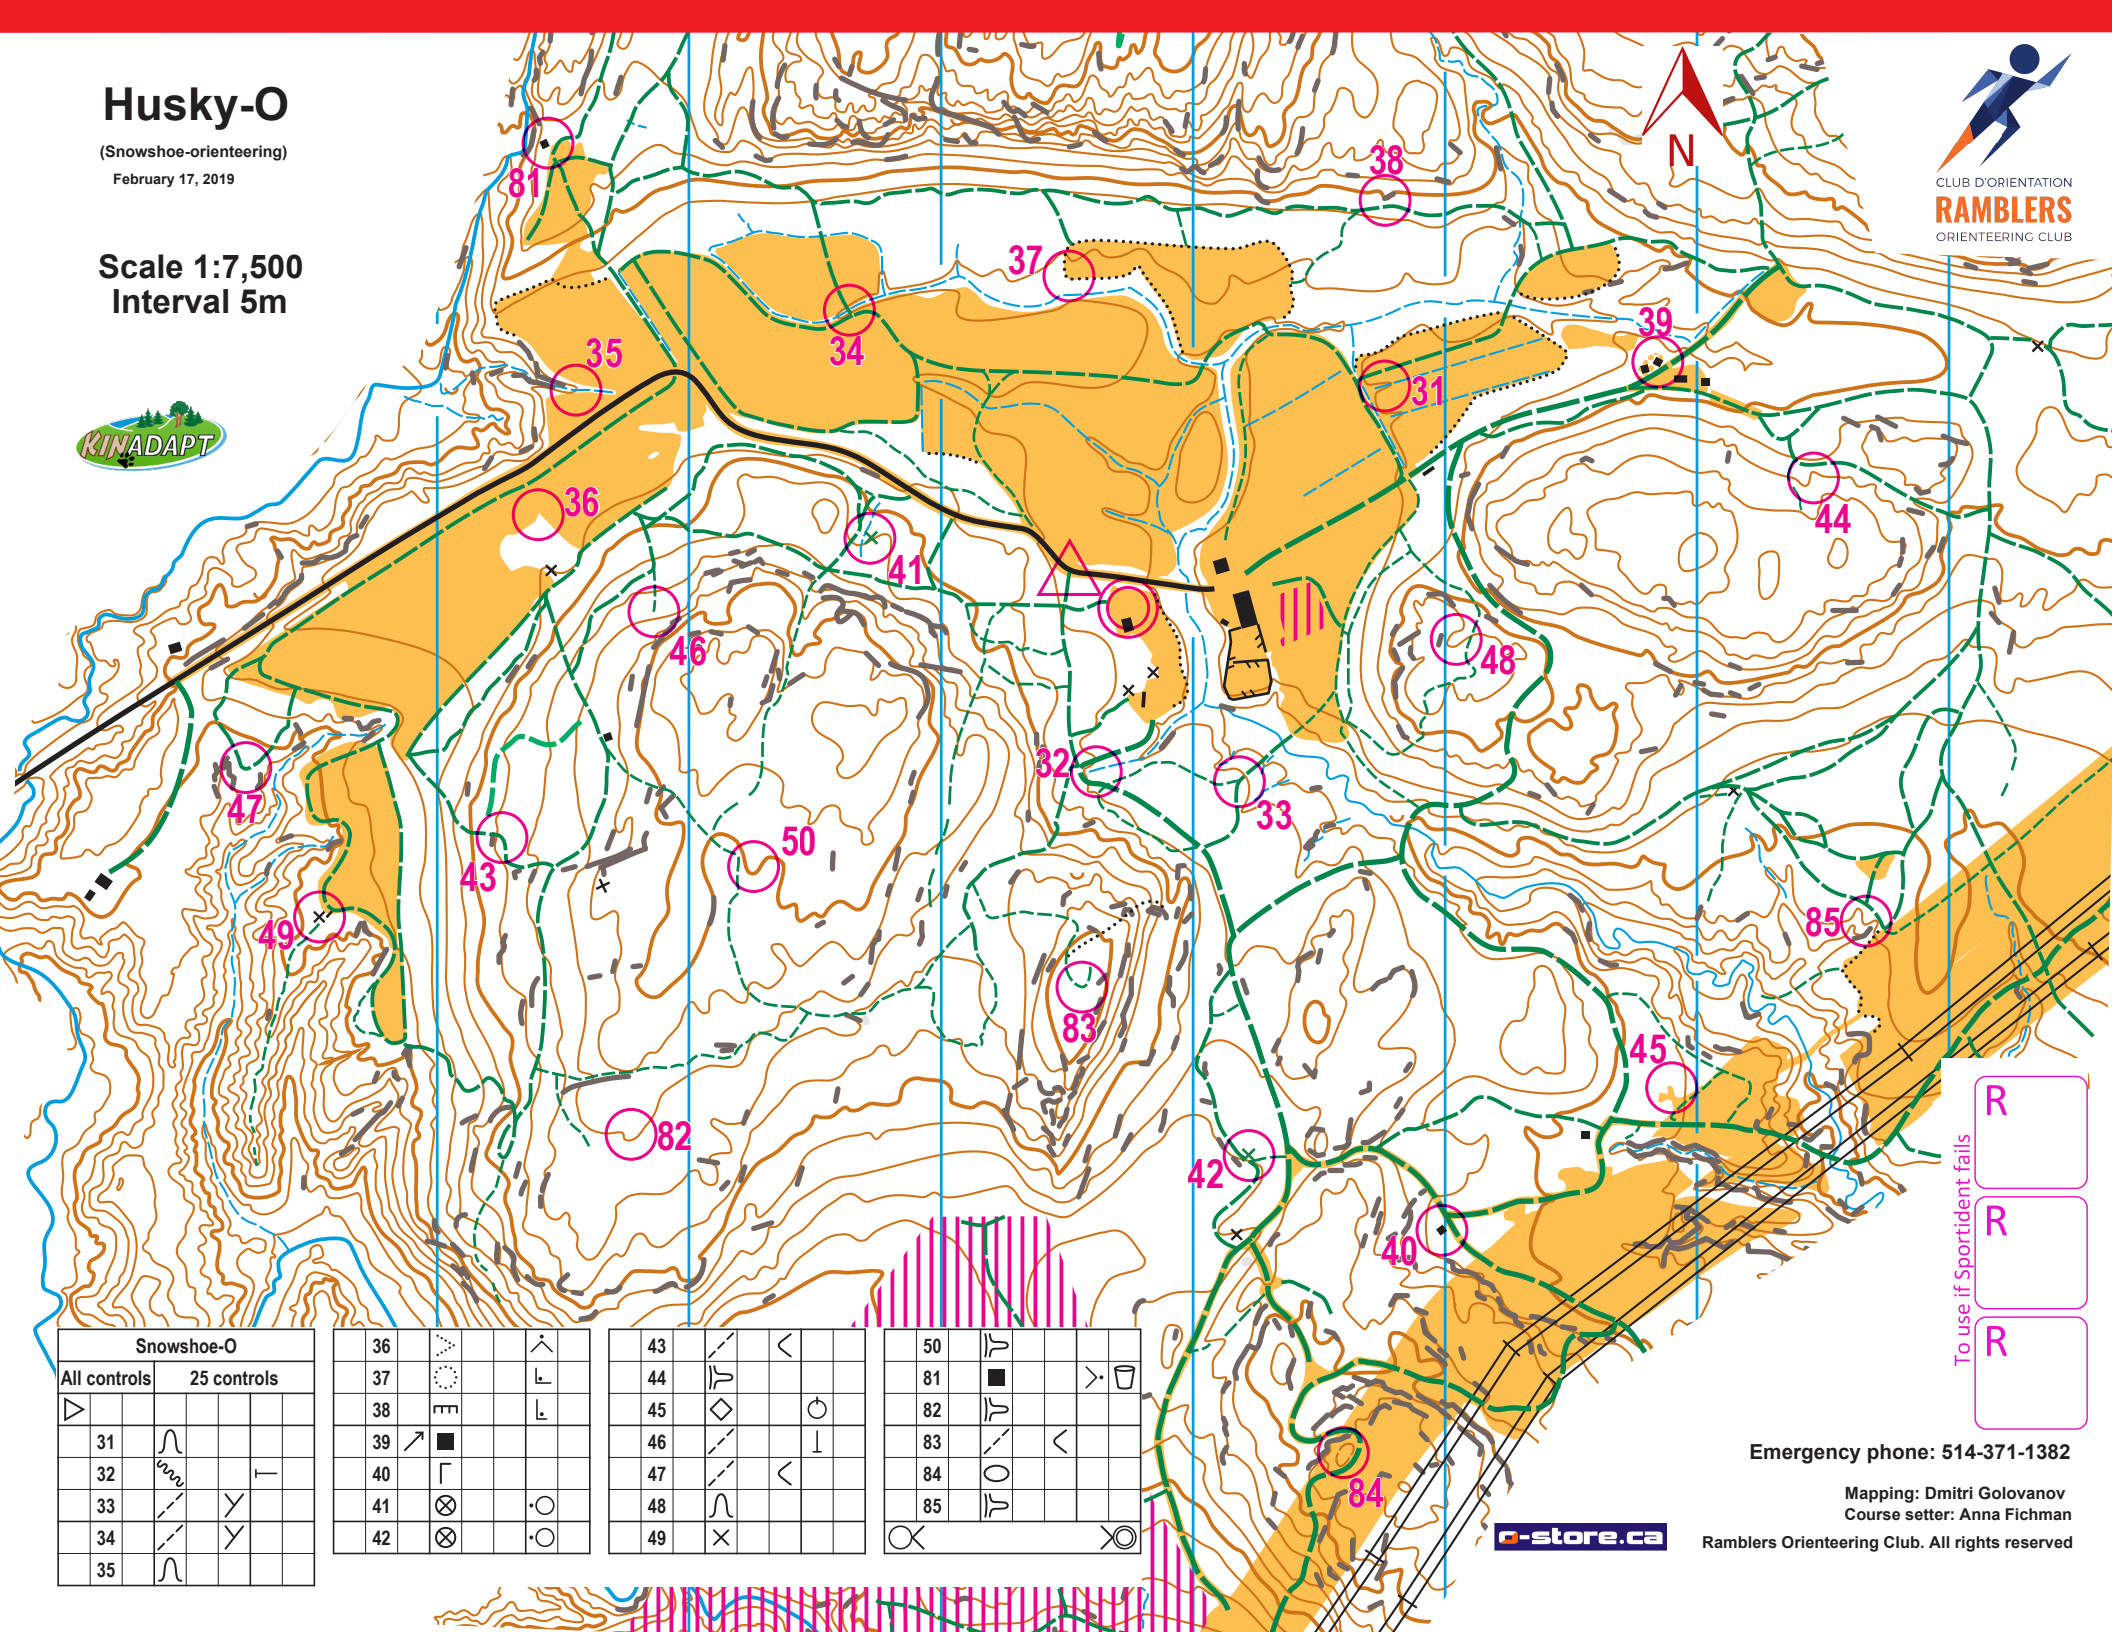 Husky-O
(Snowshoe-orienteering)
February 17, 2019
Scale 1:7,500
Interval 5m
KINADAPT
N
CLUB D'ORIENTATION
RAMBLERS
ORIENTEERING CLUB
81
38
37
39
35
34
31
36
44
41
46
48
32
47
33
50
43
49
85
83
45
82
42
40
84
Snowshoe-O
All controls 25 controls
31
32
33
34
35
36
37
38
39
40
41
42
43
44
45
46
47
48
49
50
81
82
83
84
85
To use if Sportident fails
R
R
R
Emergency phone: 514-371-1382
Mapping: Dmitri Golovanov
Course setter: Anna Fichman
o-store.ca
Ramblers Orienteering Club. All rights reserved